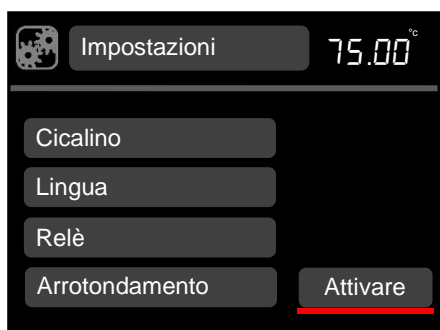 Impostazioni 75.00°c
Cicalino
Lingua
Relè
Arrotondamento Attivare